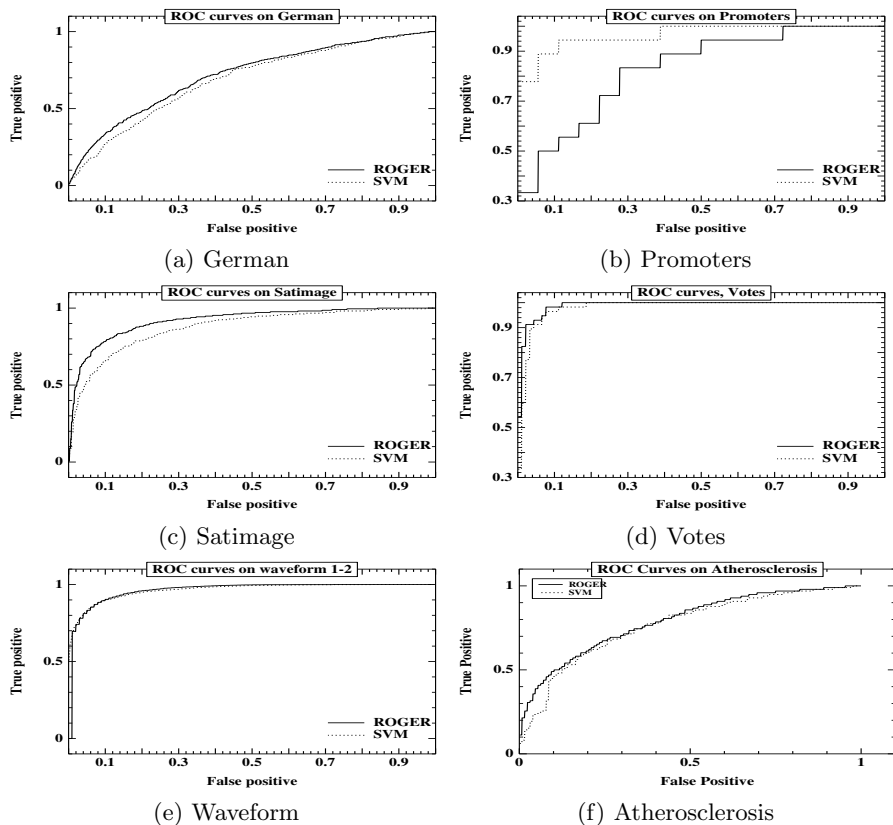 ROC curves on German
True positive
1
0.5
0
ROGER
SVM
0.1 0.3 0.5 0.7 0.9
False positive
(a) German
ROC curves on Promoters
True positive
0.9
0.7
0.5
0.3
ROGER
SVM
0.1 0.3 0.5 0.7 0.9
False positive
(b) Promoters
ROC curves on Satimage
True positive
1
0.5
0
ROGER
SVM
0.1 0.3 0.5 0.7 0.9
False positive
(c) Satimage
ROC curves, Votes
True positive
0.9
0.7
0.5
0.3
ROGER
SVM
0.1 0.3 0.5 0.7 0.9
False positive
(d) Votes
ROC curves on waveform 1-2
True positive
1
0.5
0
ROGER
SVM
0.1 0.3 0.5 0.7 0.9
False positive
(e) Waveform
ROC Curves on Atherosclerosis
ROGER
SVM
True Positive
1
0.5
0
0 0.5 1
False Positive
(f) Atherosclerosis